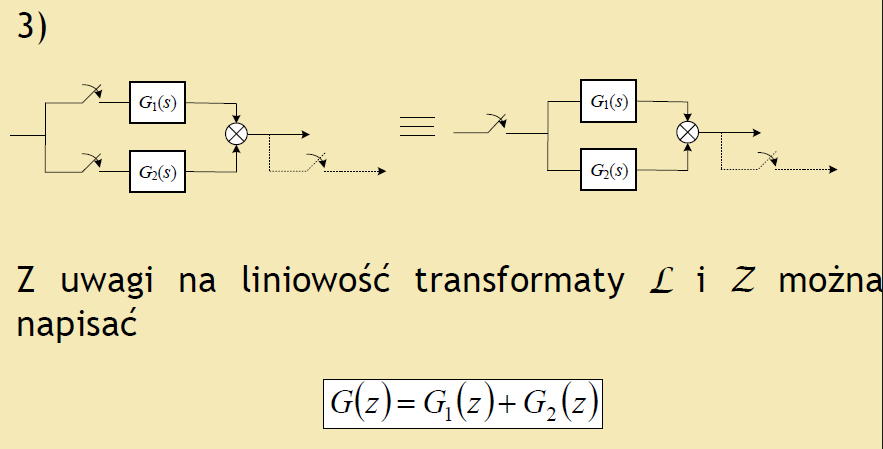 3)
G₁(s) G₁(s)
G₂(s) G₂(s)
Z uwagi na liniowość transformaty ℒ i 𝒵 można
napisać
G(z)=G₁(z)+G₂(z)